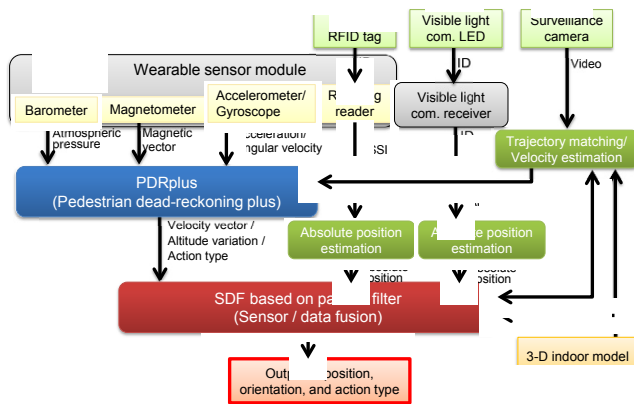 RFID tag
Visible light
com. LED
Surveillance
camera
Wearable sensor module
ID
Video
Barometer
Magnetometer
Accelerometer/
Gyroscope
reader
Visible light
com. receiver
Atmospheric
pressure
Magnetic
vector
velocity
Trajectory matching/
Velocity estimation
PDRplus
(Pedestrian dead-reckoning plus)
Velocity vector /
Altitude variation /
Action type
Absolute position
estimation
position
estimation
SDF based on filter
(Sensor / data fusion)
3-D indoor model
position,
orientation, and action type